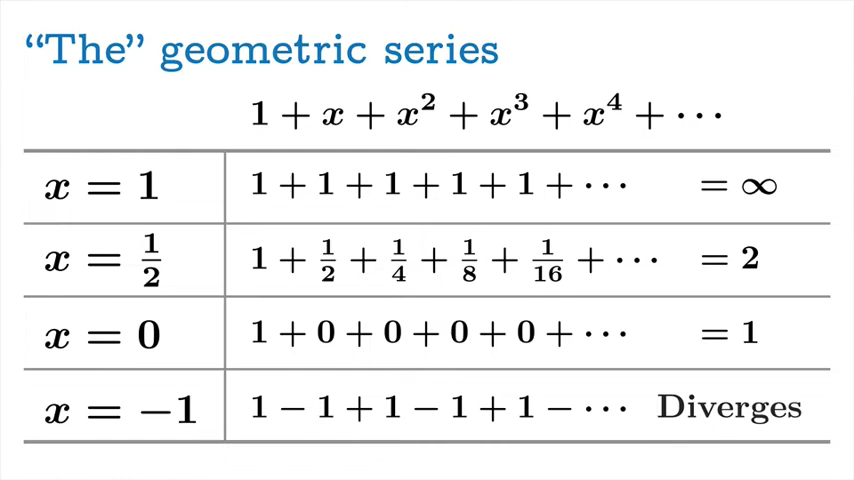 “The” geometric series
1 + x + x² + x³ + x⁴ + ⋯
x = 1 1 + 1 + 1 + 1 + 1 + ⋯ = ∞
x = 1/2 1 + 1/2 + 1/4 + 1/8 + 1/16 + ⋯ = 2
x = 0 1 + 0 + 0 + 0 + 0 + ⋯ = 1
x = −1 1 − 1 + 1 − 1 + 1 − ⋯ Diverges